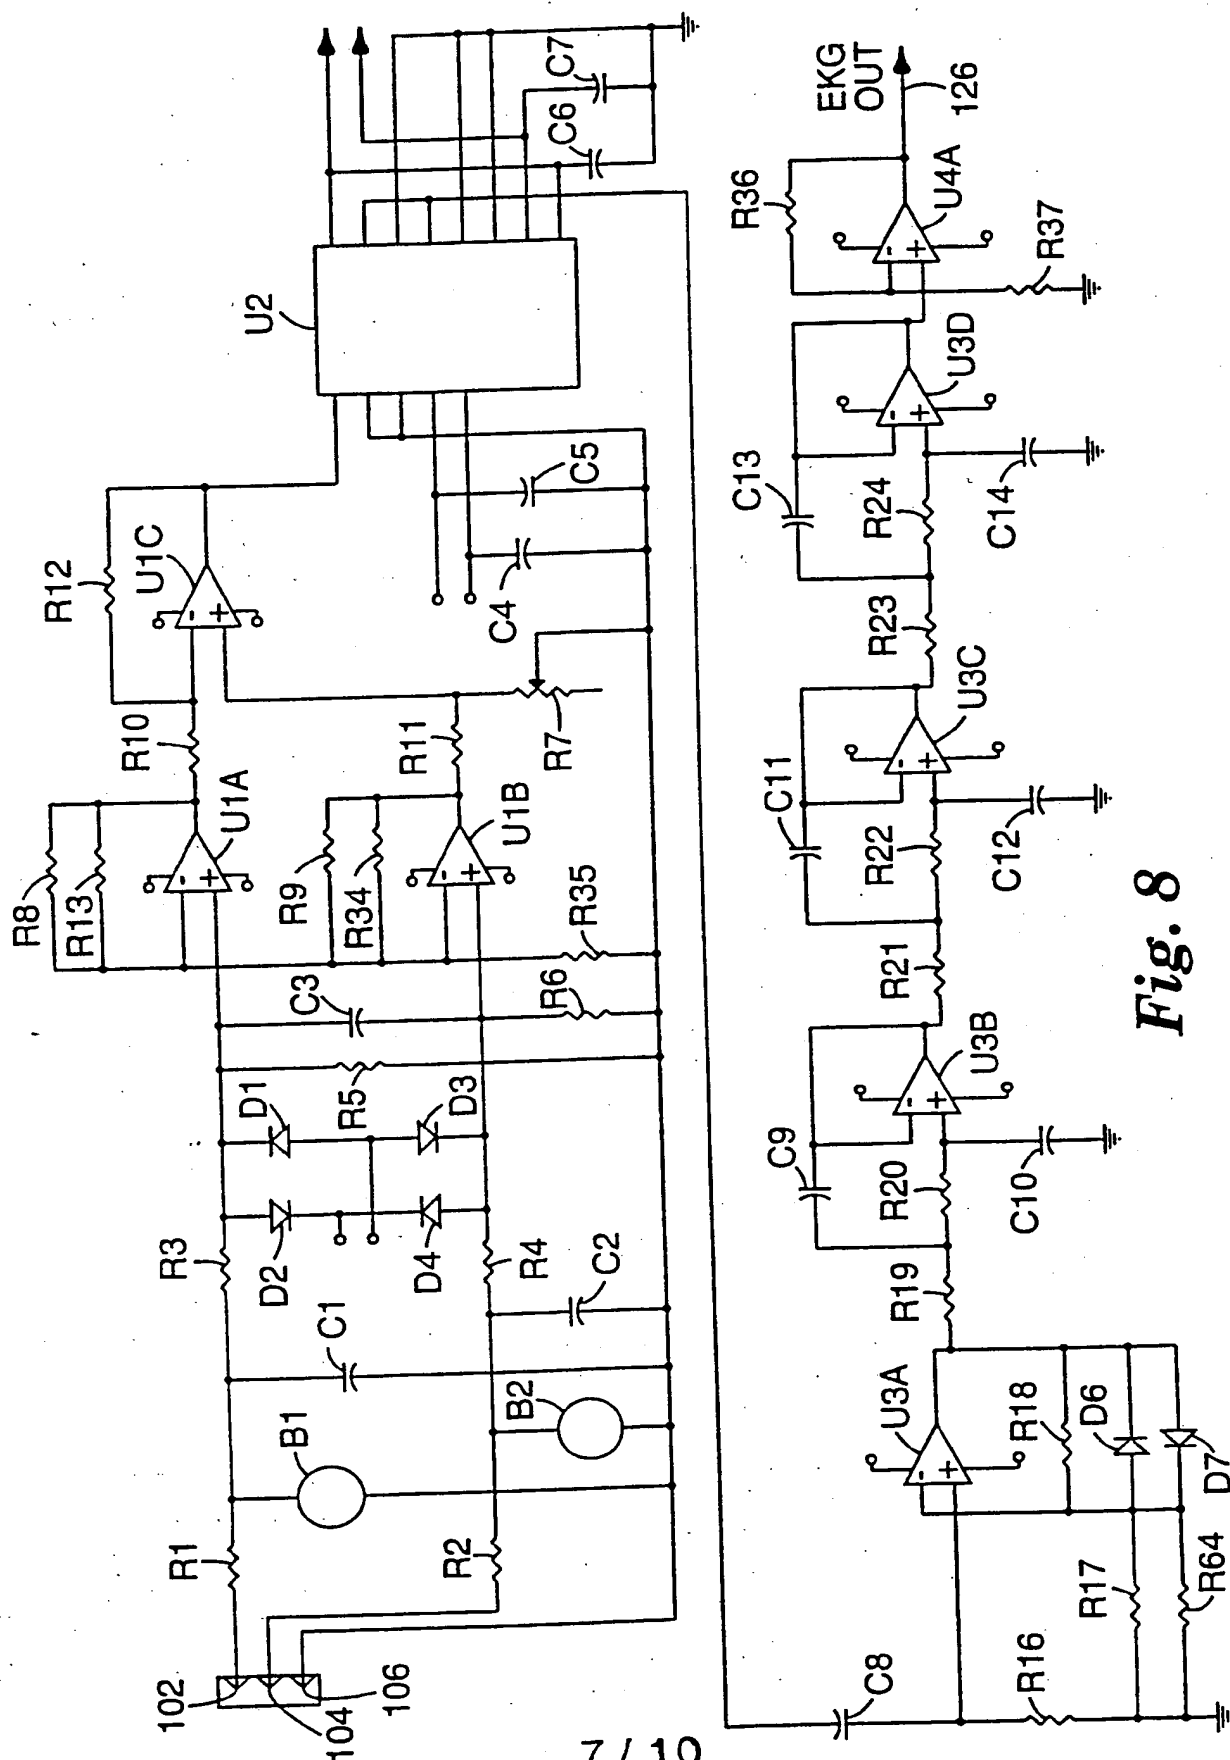 R8
R13
R12
R10
U1A
U1C
U2
C6
C7
R9
R34
R11
U1B
R7
C4
C5
R35
R6
C3
D1
R5
D3
R3
D2
D4
R4
C2
C1
B1
B2
R1
R2
102
104
106
-
+
-
+
-
+
C8
R16
R17
R64
U3A
R18
D6
D7
R19
C9
R20
C10
U3B
R21
C11
R22
C12
U3C
R23
C13
R24
C14
U3D
R36
R37
U4A
EKG
OUT
126
-
+
-
+
-
+
-
+
-
+
Fig. 8
7/10